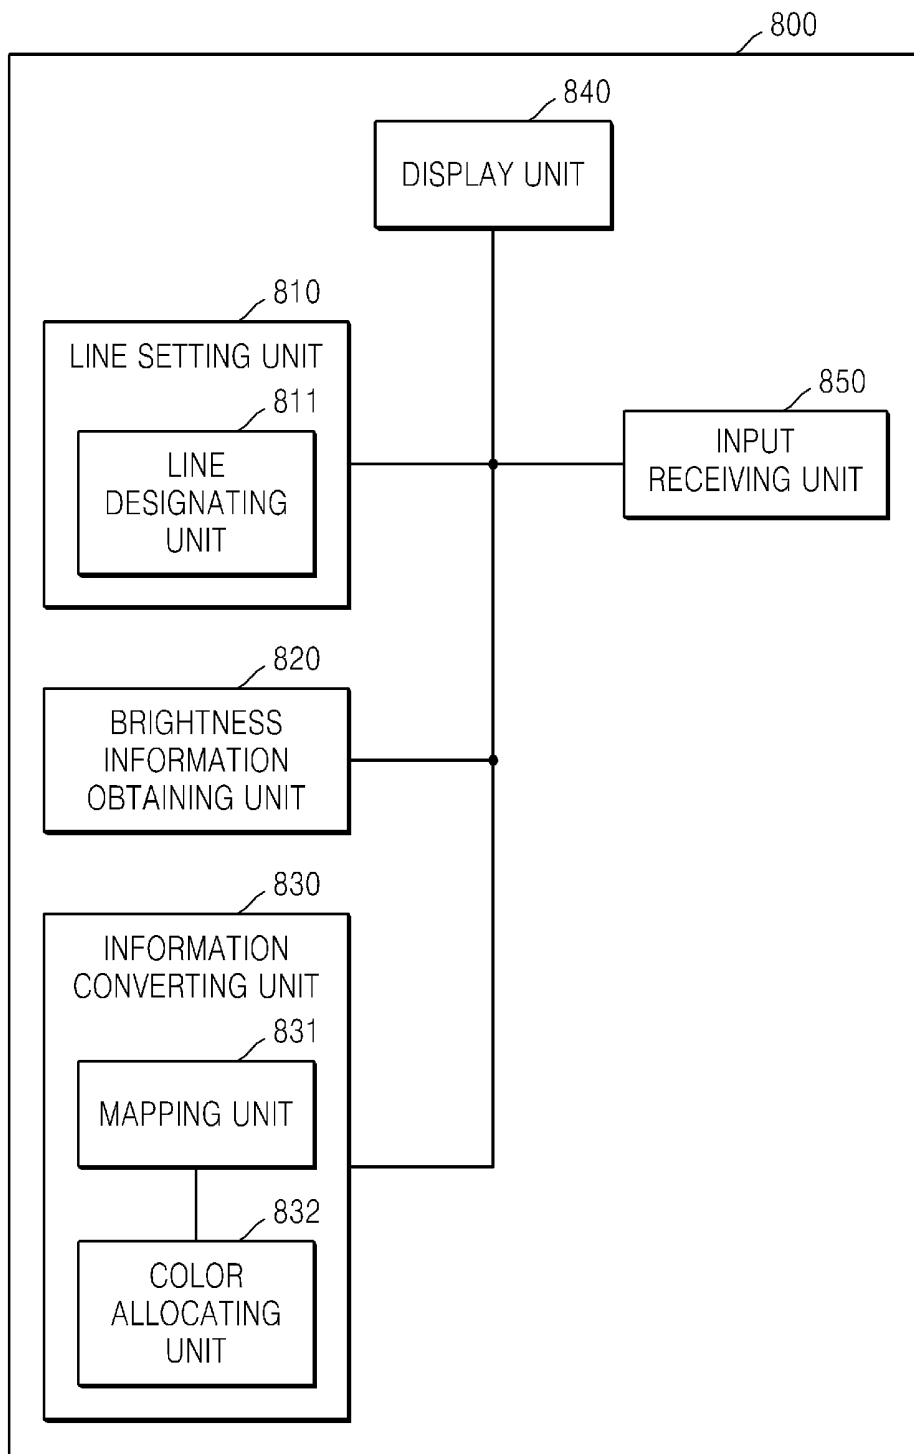 800
840
DISPLAY UNIT
810
LINE SETTING UNIT
811
LINE
DESIGNATING
UNIT
850
INPUT
RECEIVING UNIT
820
BRIGHTNESS
INFORMATION
OBTAINING UNIT
830
INFORMATION
CONVERTING UNIT
831
MAPPING UNIT
832
COLOR
ALLOCATING
UNIT